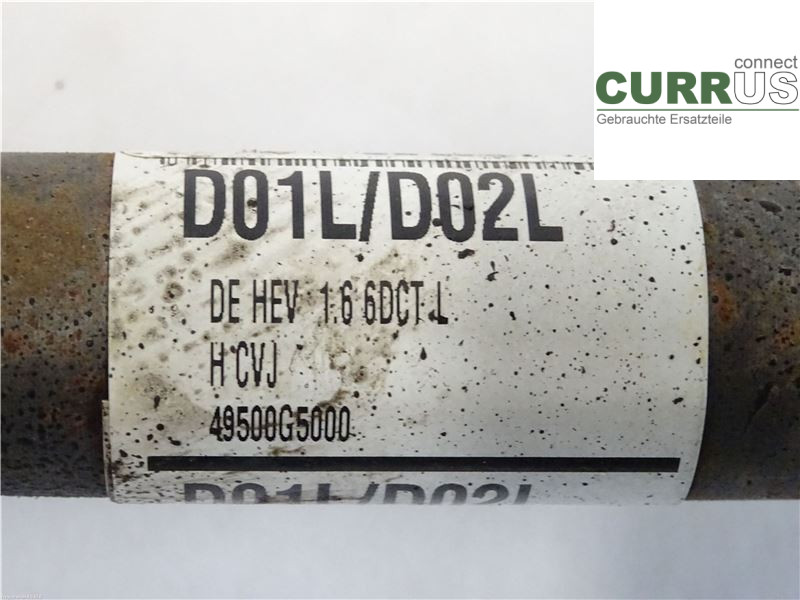 connect
CURRUS
Gebrauchte Ersatzteile
D01L/D02L
DE HEV 1.6 6DCT L
H CVJ
49500G5000
D01L/D02L